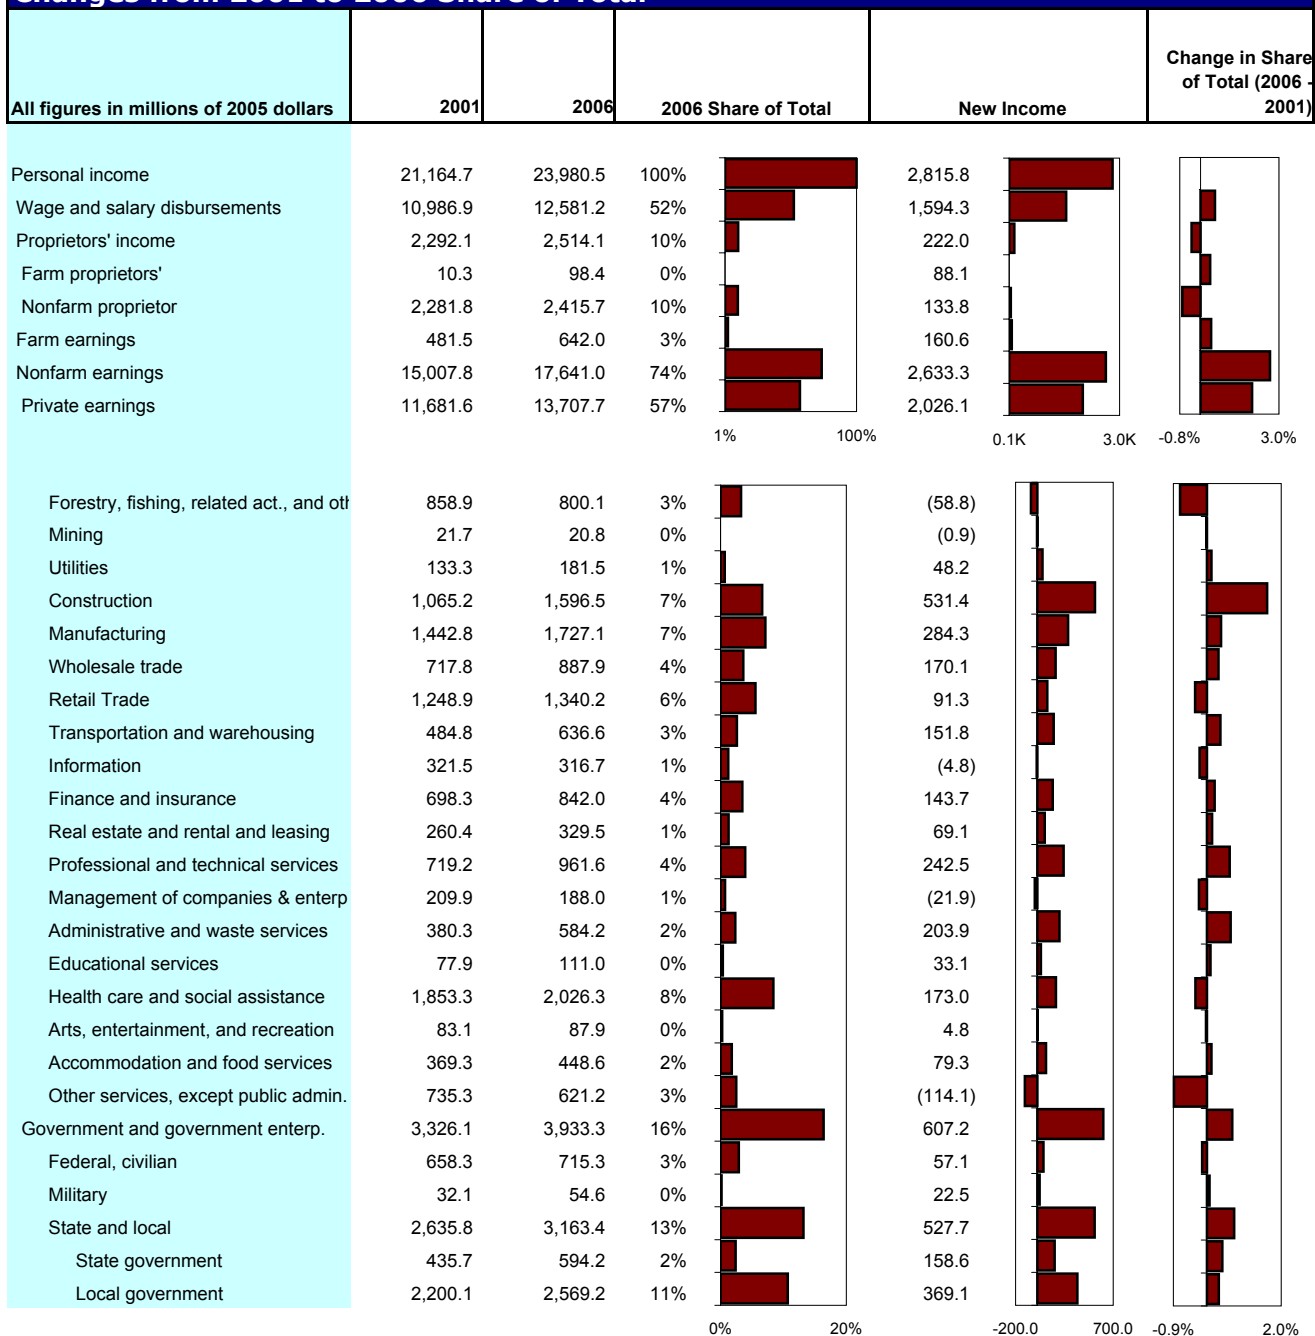 Changes from 2001 to 2006 Share of Total
All figures in millions of 2005 dollars 2001 2006 2006 Share of Total New Income Change in Share of Total (2006 - 2001)
Personal income 21,164.7 23,980.5 100% 2,815.8
Wage and salary disbursements 10,986.9 12,581.2 52% 1,594.3
Proprietors' income 2,292.1 2,514.1 10% 222.0
Farm proprietors' 10.3 98.4 0% 88.1
Nonfarm proprietor 2,281.8 2,415.7 10% 133.8
Farm earnings 481.5 642.0 3% 160.6
Nonfarm earnings 15,007.8 17,641.0 74% 2,633.3
Private earnings 11,681.6 13,707.7 57% 2,026.1
1% 100% 0.1K 3.0K -0.8% 3.0%
Forestry, fishing, related act., and oth 858.9 800.1 3% (58.8)
Mining 21.7 20.8 0% (0.9)
Utilities 133.3 181.5 1% 48.2
Construction 1,065.2 1,596.5 7% 531.4
Manufacturing 1,442.8 1,727.1 7% 284.3
Wholesale trade 717.8 887.9 4% 170.1
Retail Trade 1,248.9 1,340.2 6% 91.3
Transportation and warehousing 484.8 636.6 3% 151.8
Information 321.5 316.7 1% (4.8)
Finance and insurance 698.3 842.0 4% 143.7
Real estate and rental and leasing 260.4 329.5 1% 69.1
Professional and technical services 719.2 961.6 4% 242.5
Management of companies & enterp 209.9 188.0 1% (21.9)
Administrative and waste services 380.3 584.2 2% 203.9
Educational services 77.9 111.0 0% 33.1
Health care and social assistance 1,853.3 2,026.3 8% 173.0
Arts, entertainment, and recreation 83.1 87.9 0% 4.8
Accommodation and food services 369.3 448.6 2% 79.3
Other services, except public admin. 735.3 621.2 3% (114.1)
Government and government enterp. 3,326.1 3,933.3 16% 607.2
Federal, civilian 658.3 715.3 3% 57.1
Military 32.1 54.6 0% 22.5
State and local 2,635.8 3,163.4 13% 527.7
State government 435.7 594.2 2% 158.6
Local government 2,200.1 2,569.2 11% 369.1
0% 20% -200.0 700.0 -0.9% 2.0%